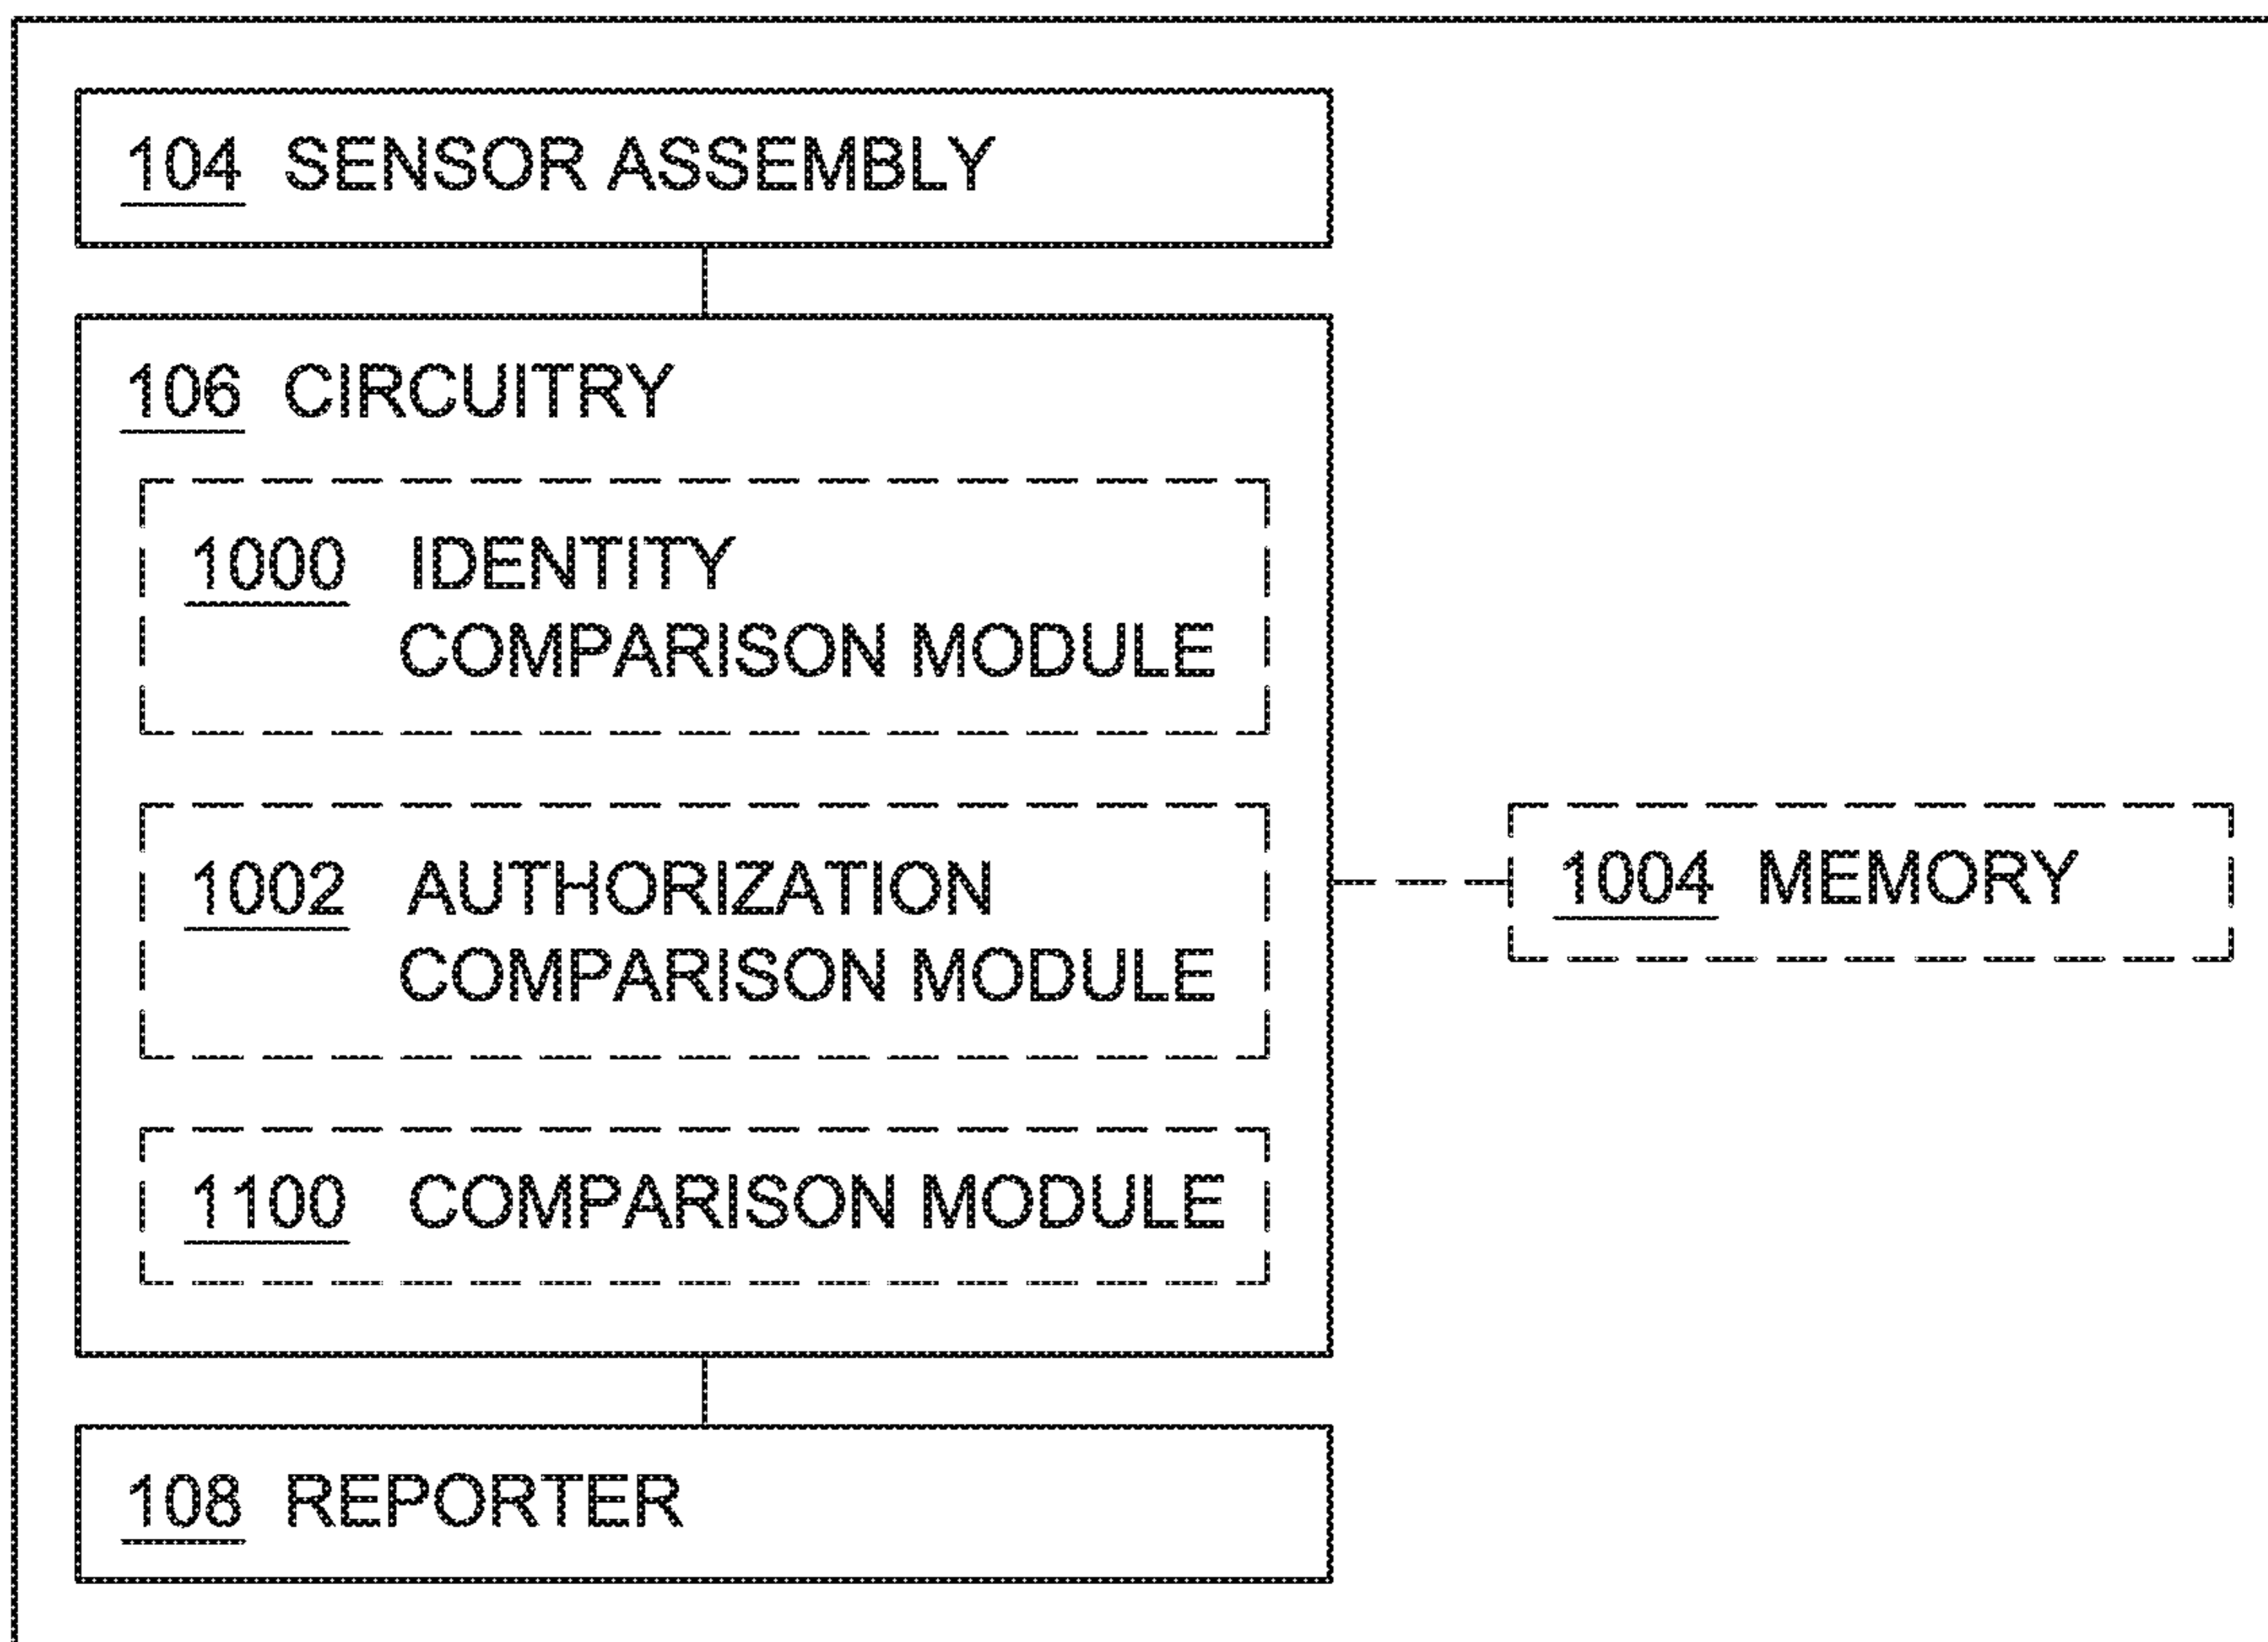 104 SENSOR ASSEMBLY
106 CIRCUITRY
1000 IDENTITY
COMPARISON MODULE
1002 AUTHORIZATION
COMPARISON MODULE
1004 MEMORY
1100 COMPARISON MODULE
108 REPORTER